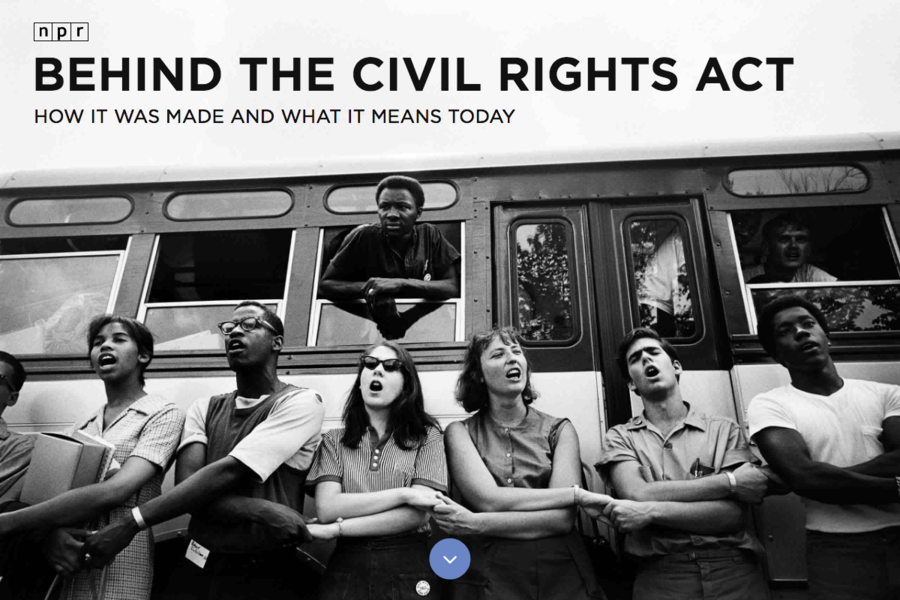 npr
BEHIND THE CIVIL RIGHTS ACT
HOW IT WAS MADE AND WHAT IT MEANS TODAY